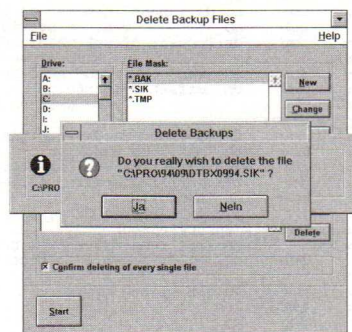 Delete Backup Files
File Help
Drive: File Mask:
A:
B:
C:
D:
I:
J:
*.BAK
*.SIK
*.TMP
New
Change
Delete Backups
Do you really wish to delete the file
"C:\PRO\94\09\DTBX0994.SIK" ?
C:\PRO
Ja Nein
Delete
Confirm deleting of every single file
Start